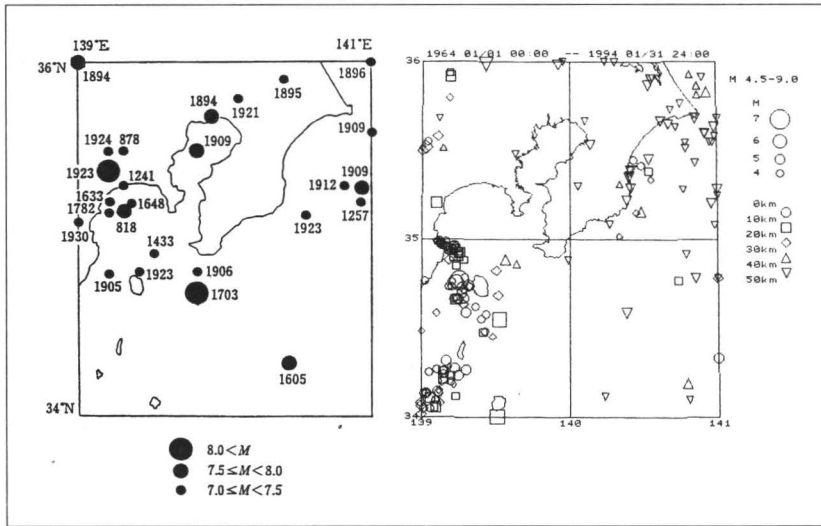 139°E
141°E
36°N
1894
1896
1895
1894
1921
1909
1924 878
1909
1923
1241
1912
1909
1633
1648
1257
1782
818
1923
1930
1433
1905
1923
1906
1703
1605
34°N
8.0<M
7.5≤M<8.0
7.0≤M<7.5
1964 01/01 00:00 -- 1994 01/31 24:00
36
M 4.5-9.0
M
7
6
5
4
0km
10km
20km
30km
40km
50km
35
34
139
140
141